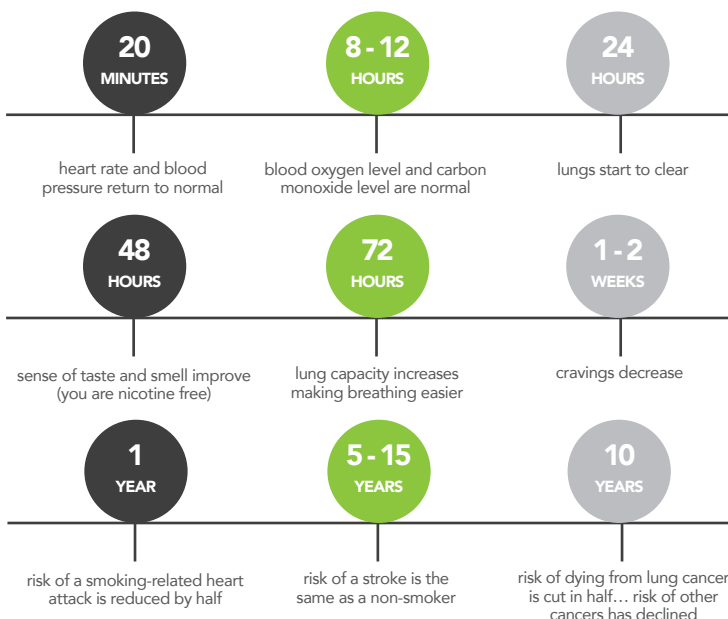 20
MINUTES
8 - 12
HOURS
24
HOURS
heart rate and blood
pressure return to normal
blood oxygen level and carbon
monoxide level are normal
lungs start to clear
48
HOURS
72
HOURS
1 - 2
WEEKS
sense of taste and smell improve
(you are nicotine free)
lung capacity increases
making breathing easier
cravings decrease
1
YEAR
5 - 15
YEARS
10
YEARS
risk of a smoking-related heart
attack is reduced by half
risk of a stroke is the
same as a non-smoker
risk of dying from lung cancer
is cut in half... risk of other
cancers has declined